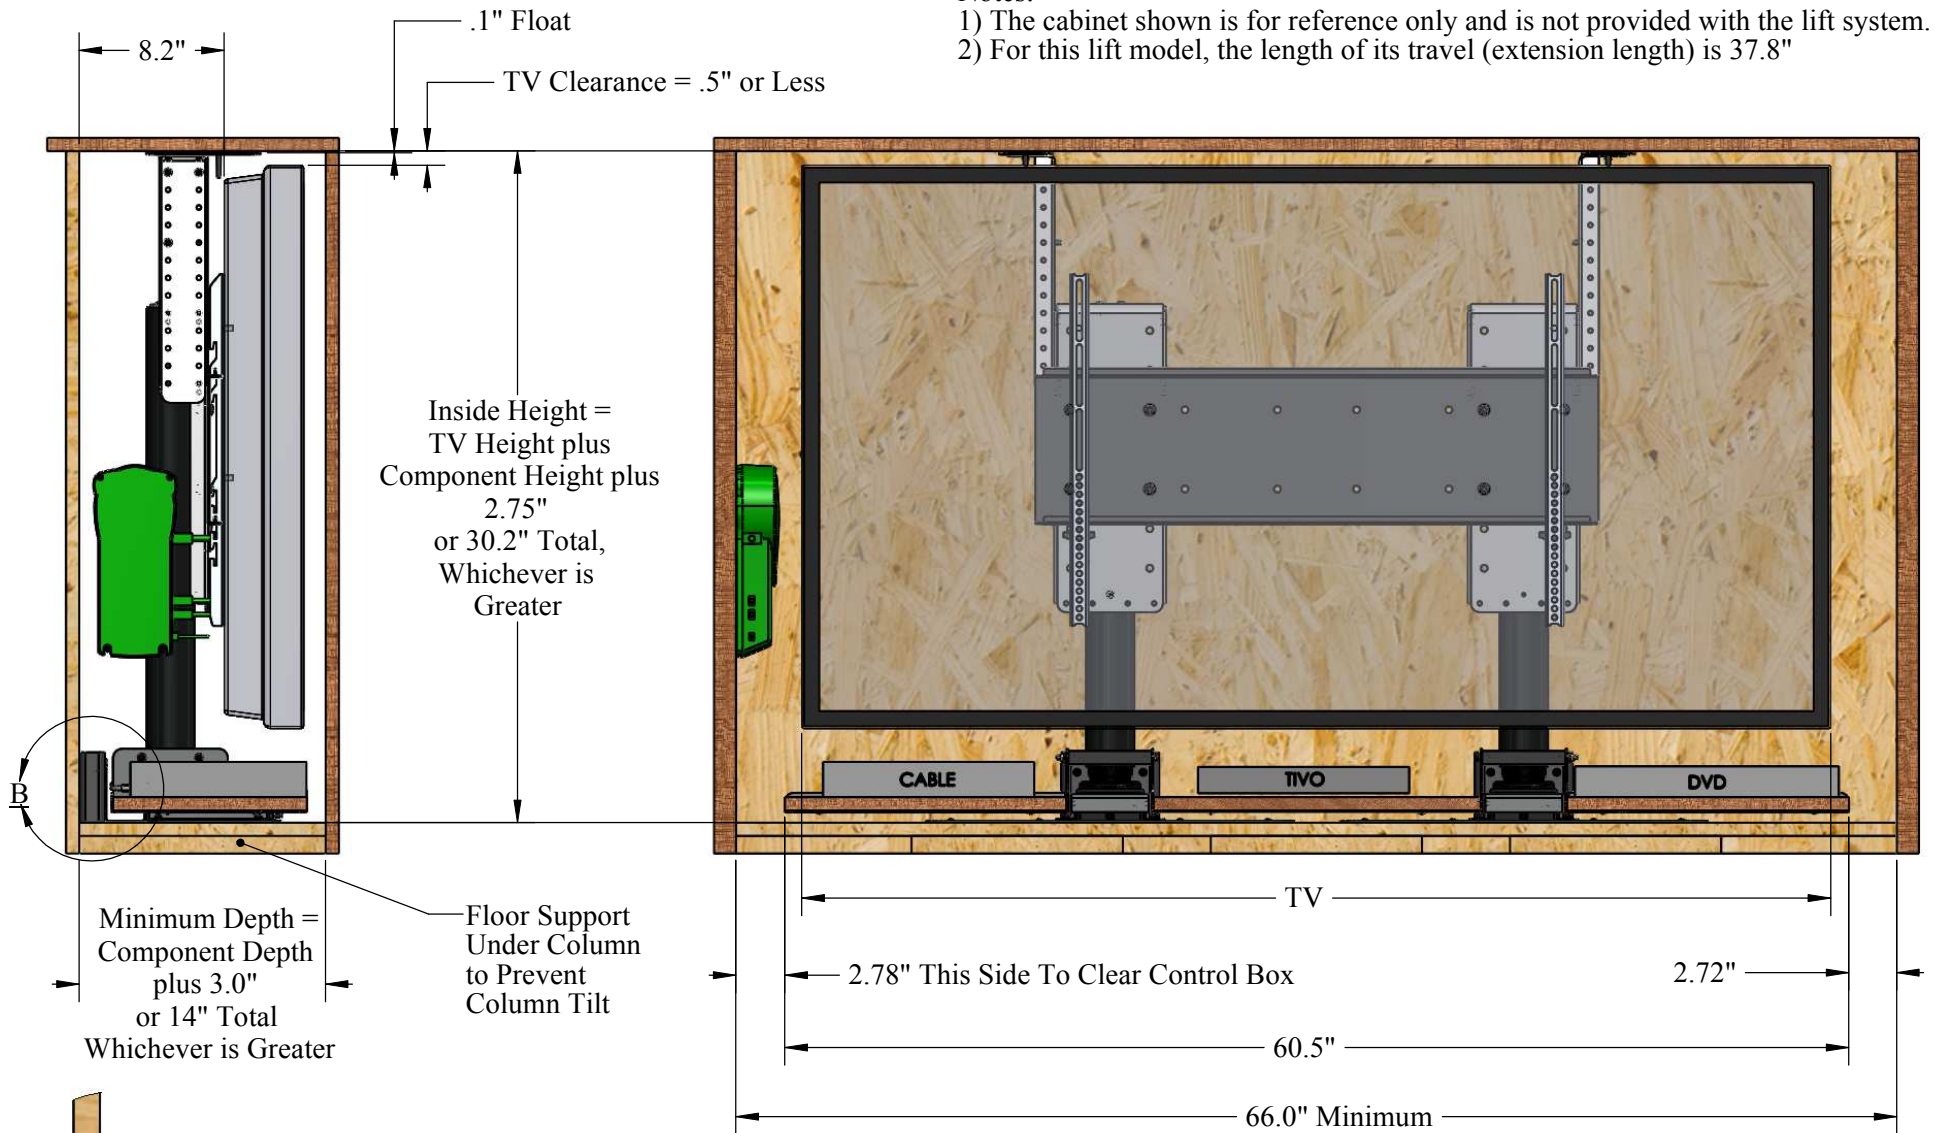 Notes:
1) The cabinet shown is for reference only and is not provided with the lift system.
2) For this lift model, the length of its travel (extension length) is 37.8"
.1" Float
8.2"
TV Clearance = .5" or Less
Inside Height =
TV Height plus
Component Height plus
2.75"
or 30.2" Total,
Whichever is
Greater
B
CABLE
TIVO
DVD
TV
Minimum Depth =
Component Depth
plus 3.0"
or 14" Total
Whichever is Greater
Floor Support
Under Column
to Prevent
Column Tilt
2.78" This Side To Clear Control Box
2.72"
60.5"
66.0" Minimum